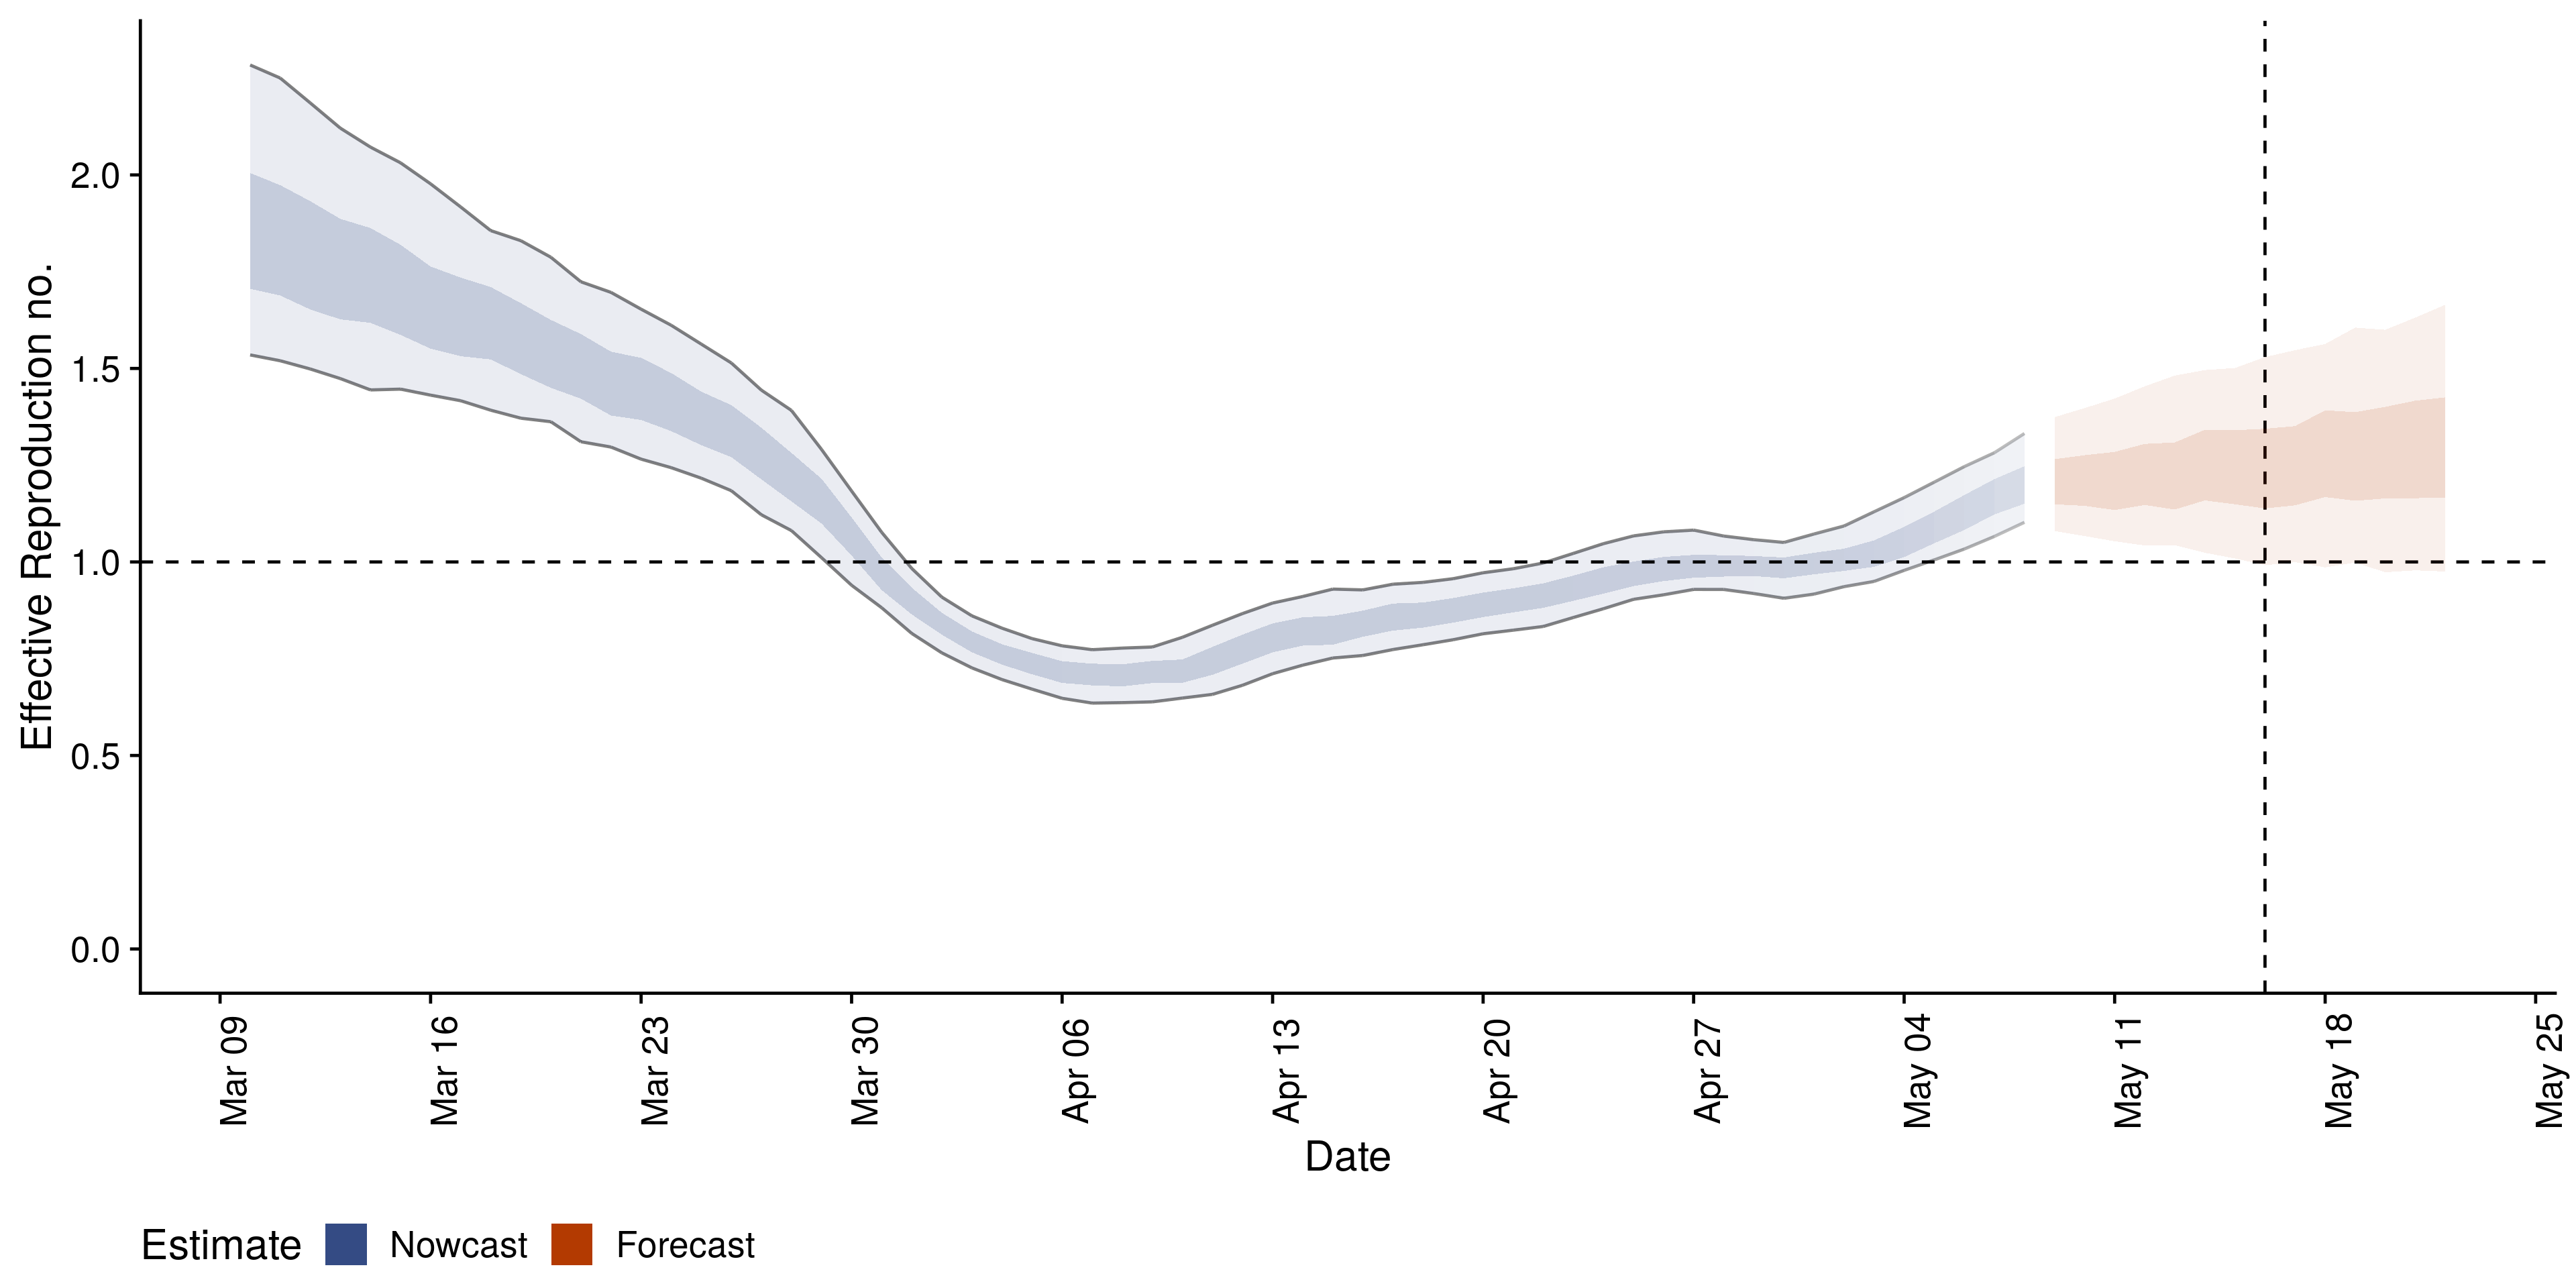 Effective Reproduction no.
2.0
1.5
1.0
0.5
0.0
Mar 09
Mar 16
Mar 23
Mar 30
Apr 06
Apr 13
Apr 20
Apr 27
May 04
May 11
May 18
May 25
Date
Estimate Nowcast Forecast